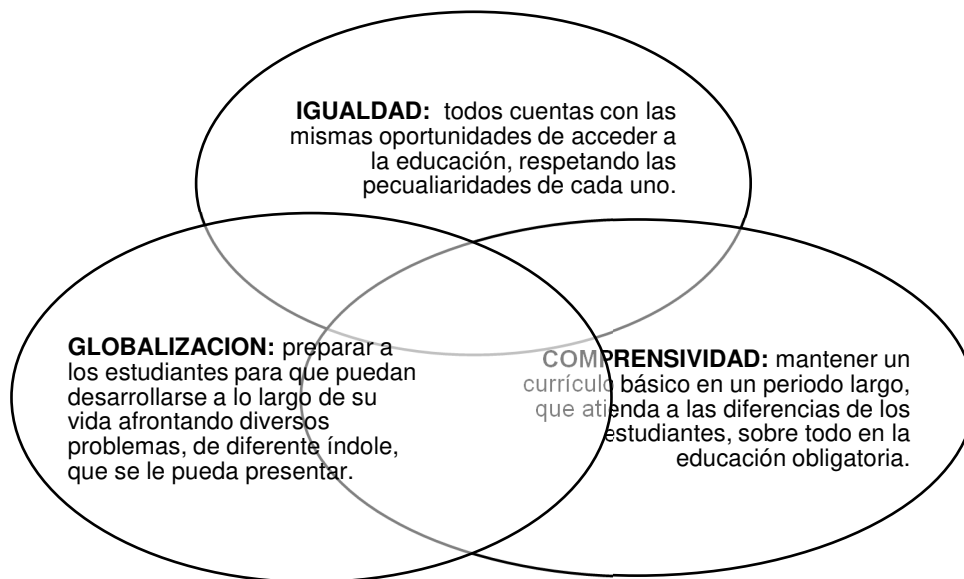 IGUALDAD: todos cuentas con las
mismas oportunidades de acceder a
la educación, respetando las
pecualiaridades de cada uno.
GLOBALIZACION: preparar a
los estudiantes para que puedan
desarrollarse a lo largo de su
vida afrontando diversos
problemas, de diferente índole,
que se le pueda presentar.
COMPRENSIVIDAD: mantener un
currículo básico en un periodo largo,
que atienda a las diferencias de los
estudiantes, sobre todo en la
educación obligatoria.